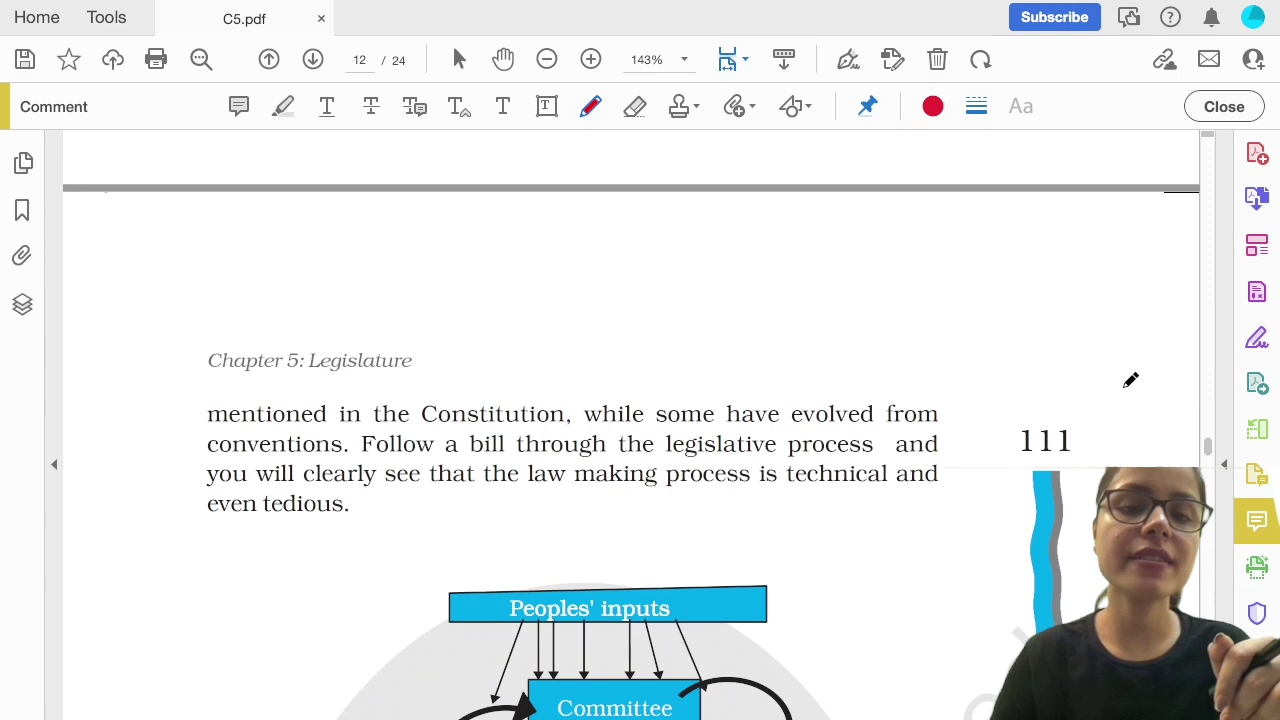 Home
Tools
C5.pdf
×
Subscribe
12 / 24
143%
Comment
Aa
Close
Chapter 5: Legislature
mentioned in the Constitution, while some have evolved from
conventions. Follow a bill through the legislative process and
you will clearly see that the law making process is technical and
even tedious.
111
Peoples' inputs
Committee